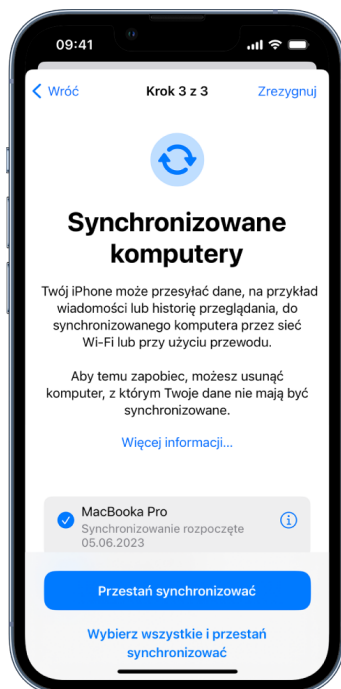 09:41
Wróć Krok 3 z 3 Zrezygnuj
Synchronizowane
komputery
Twój iPhone może przesyłać dane, na przykład
wiadomości lub historię przeglądania, do
synchronizowanego komputera przez sieć
Wi-Fi lub przy użyciu przewodu.
Aby temu zapobiec, możesz usunąć
komputer, z którym Twoje dane nie mają być
synchronizowane.
Więcej informacji...
MacBooka Pro
Synchronizowanie rozpoczęte
05.06.2023
Przestań synchronizować
Wybierz wszystkie i przestań
synchronizować